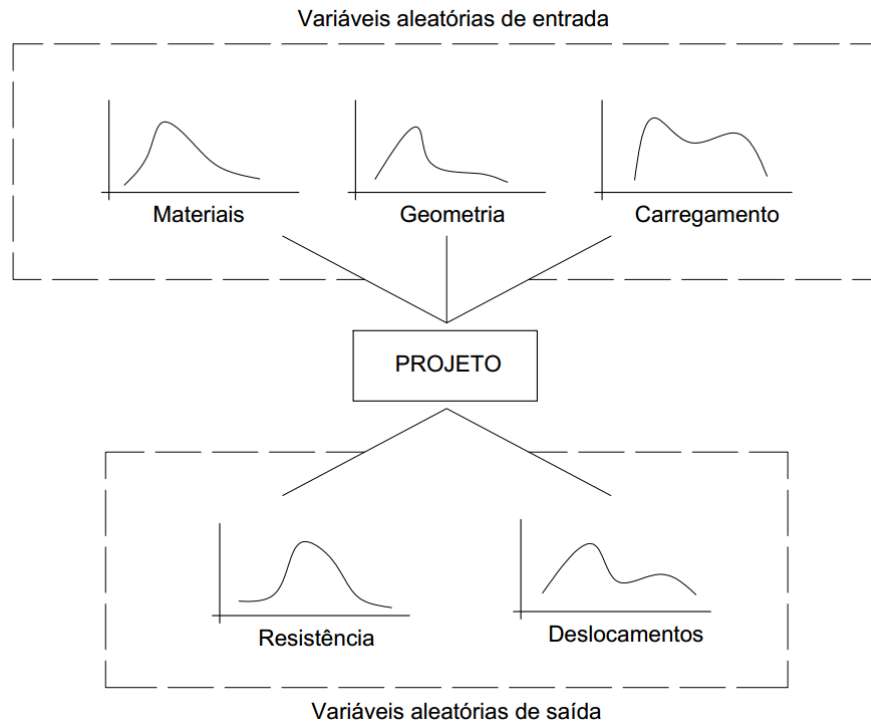 Variáveis aleatórias de entrada
Materiais
Geometria
Carregamento
PROJETO
Resistência
Deslocamentos
Variáveis aleatórias de saída